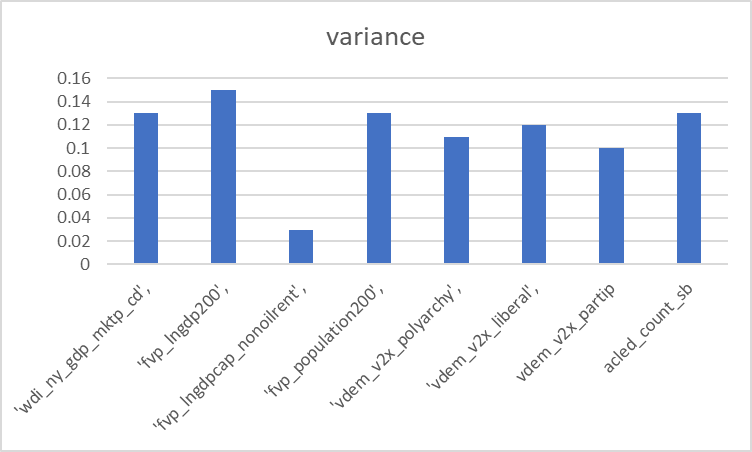 variance
0.16
0.14
0.12
0.1
0.08
0.06
0.04
0.02
0
'wdi_ny_gdp_mktp_cd',
'fvp_lngdp200',
'fvp_lngdpcap_nonoilrent',
'fvp_population200',
'vdem_v2x_polyarchy',
'vdem_v2x_liberal',
vdem_v2x_partip
acled_count_sb